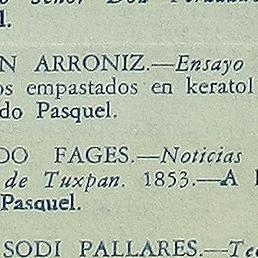 l.
N ARRONIZ.—Ensayo
os empastados en keratol
do Pasquel.
DO FAGES.—Noticias
de Tuxpan. 1853.—A
Pasquel.
SODI PALLARES.—Te